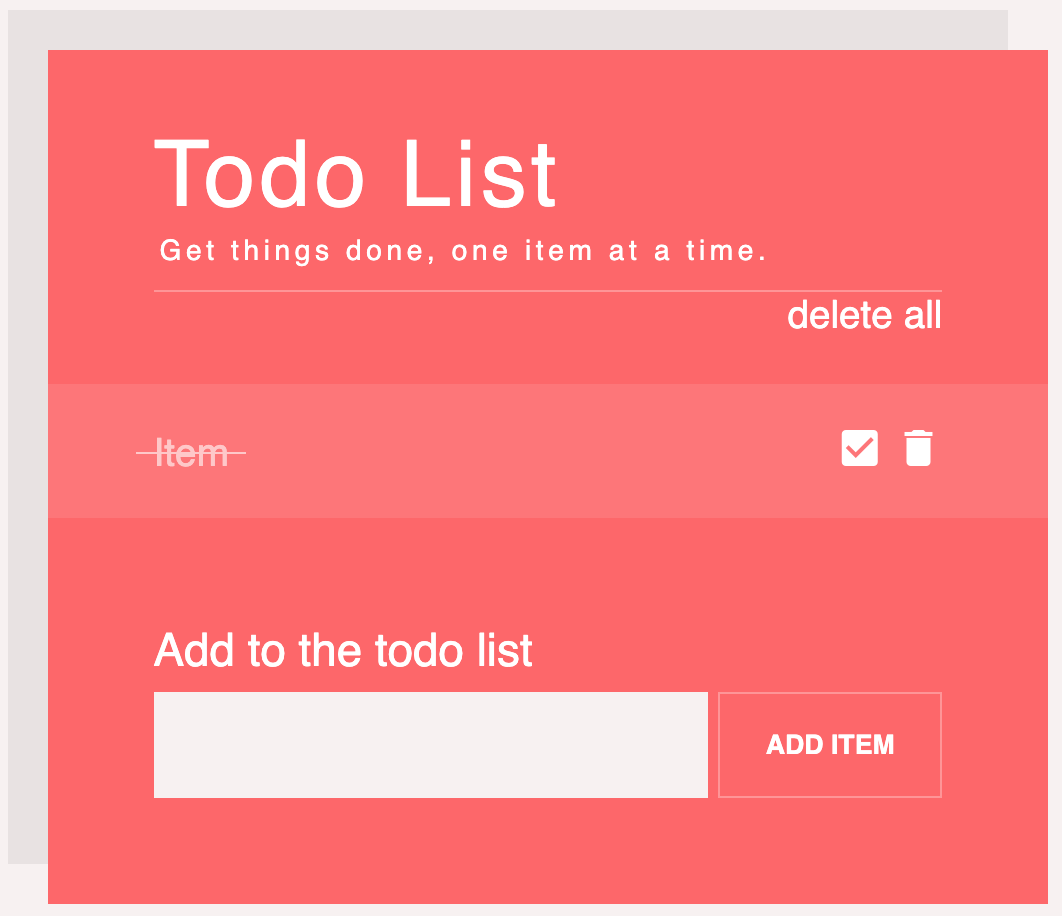 Todo List
Get things done, one item at a time.
delete all
Item
Add to the todo list
ADD ITEM